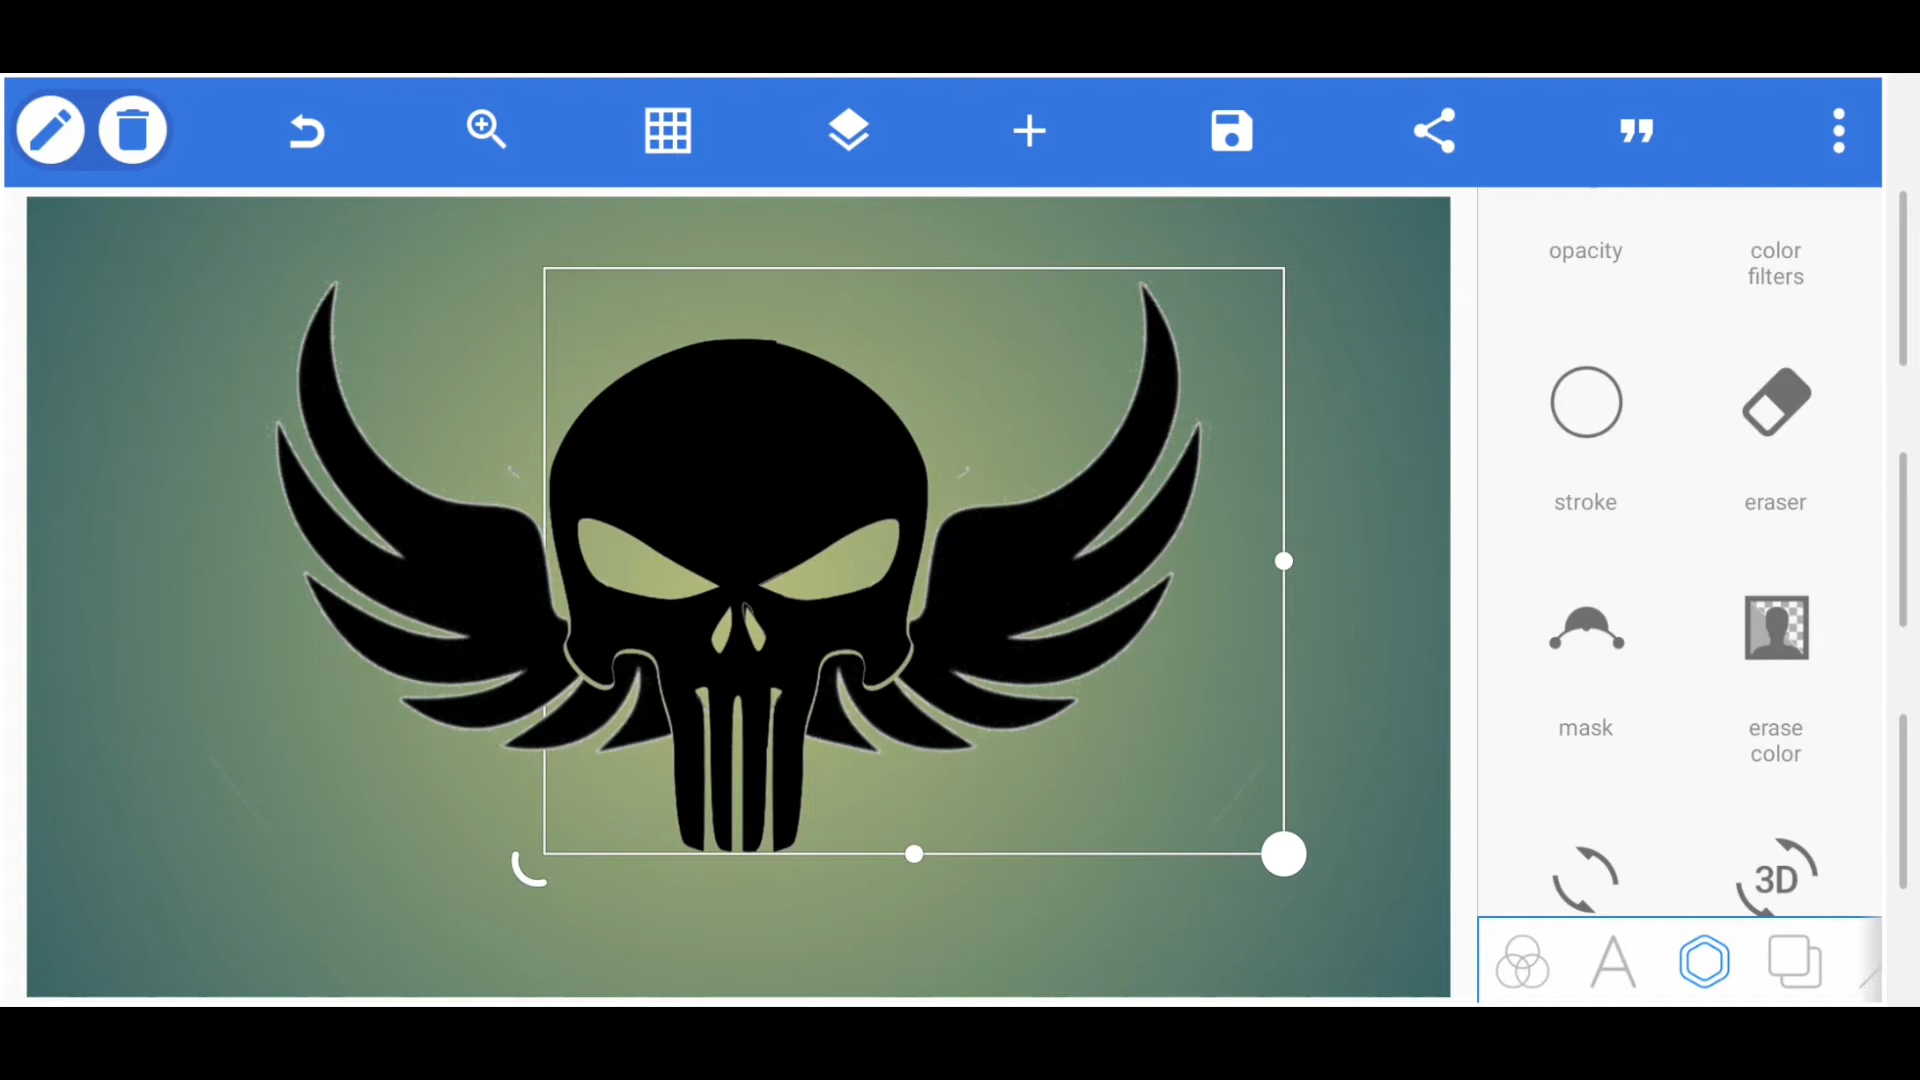 opacity
color
filters
stroke
eraser
mask
erase
color
3D
A